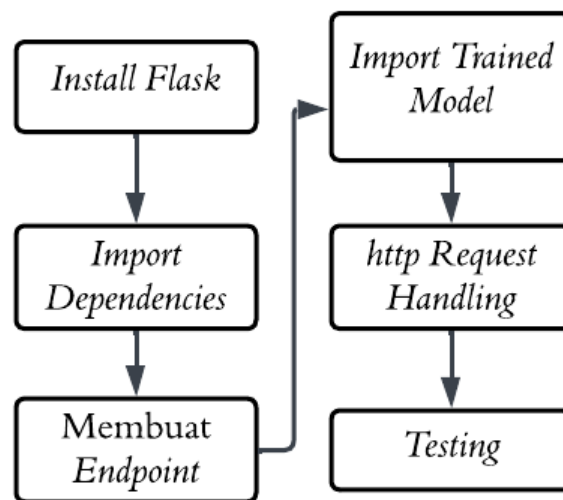 Install Flask
Import
Dependencies
Membuat
Endpoint
Import Trained
Model
http Request
Handling
Testing